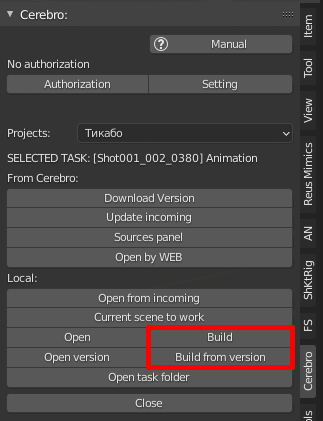 Cerebro:
Manual
No authorization
Authorization Setting
Projects: Тикабо
SELECTED TASK: [Shot001_002_0380] Animation
From Cerebro:
Download Version
Update incoming
Sources panel
Open by WEB
Local:
Open from incoming
Current scene to work
Open Build
Open version Build from version
Open task folder
Close
Item
Tool
View
Reus Mimics
AN
ShKtRig
FS
Cerebro